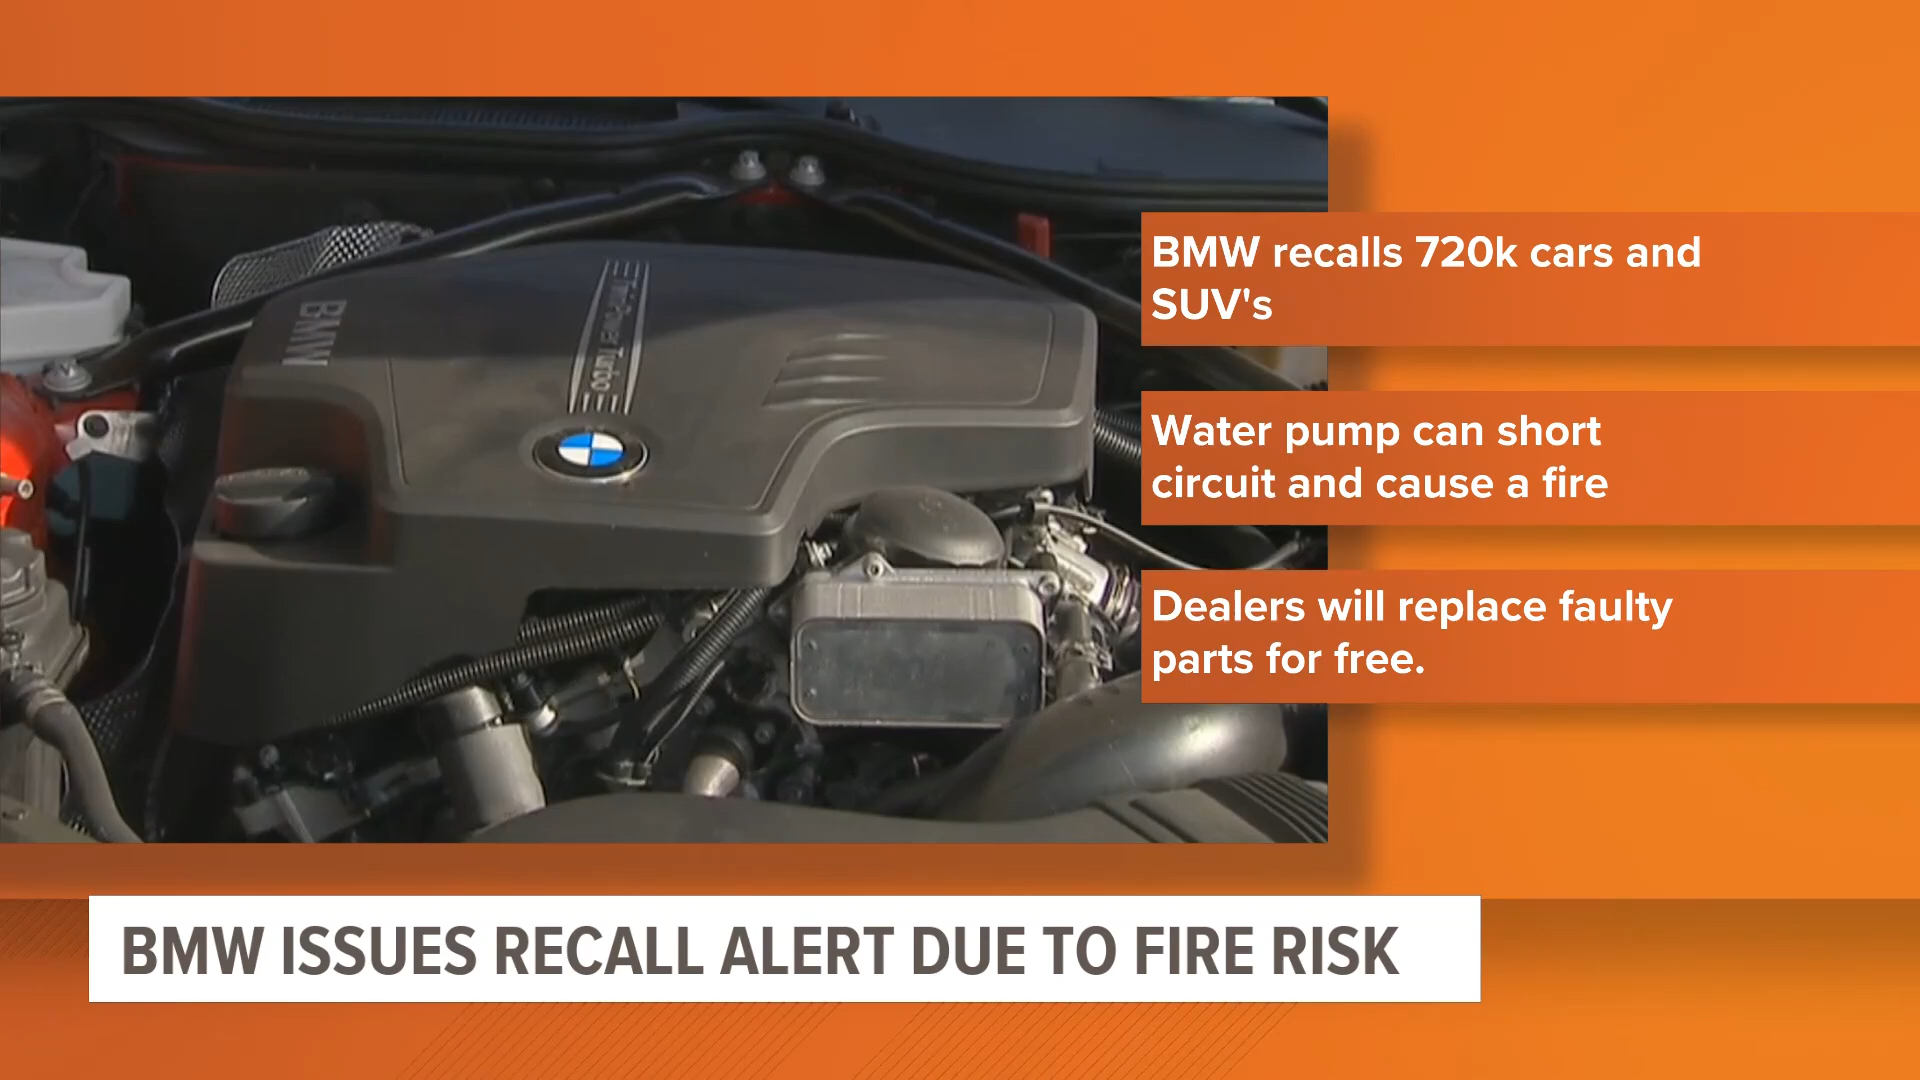 BMW recalls 720k cars and
SUV's
Water pump can short
circuit and cause a fire
Dealers will replace faulty
parts for free.
BMW
TwinPower Turbo
BMW ISSUES RECALL ALERT DUE TO FIRE RISK